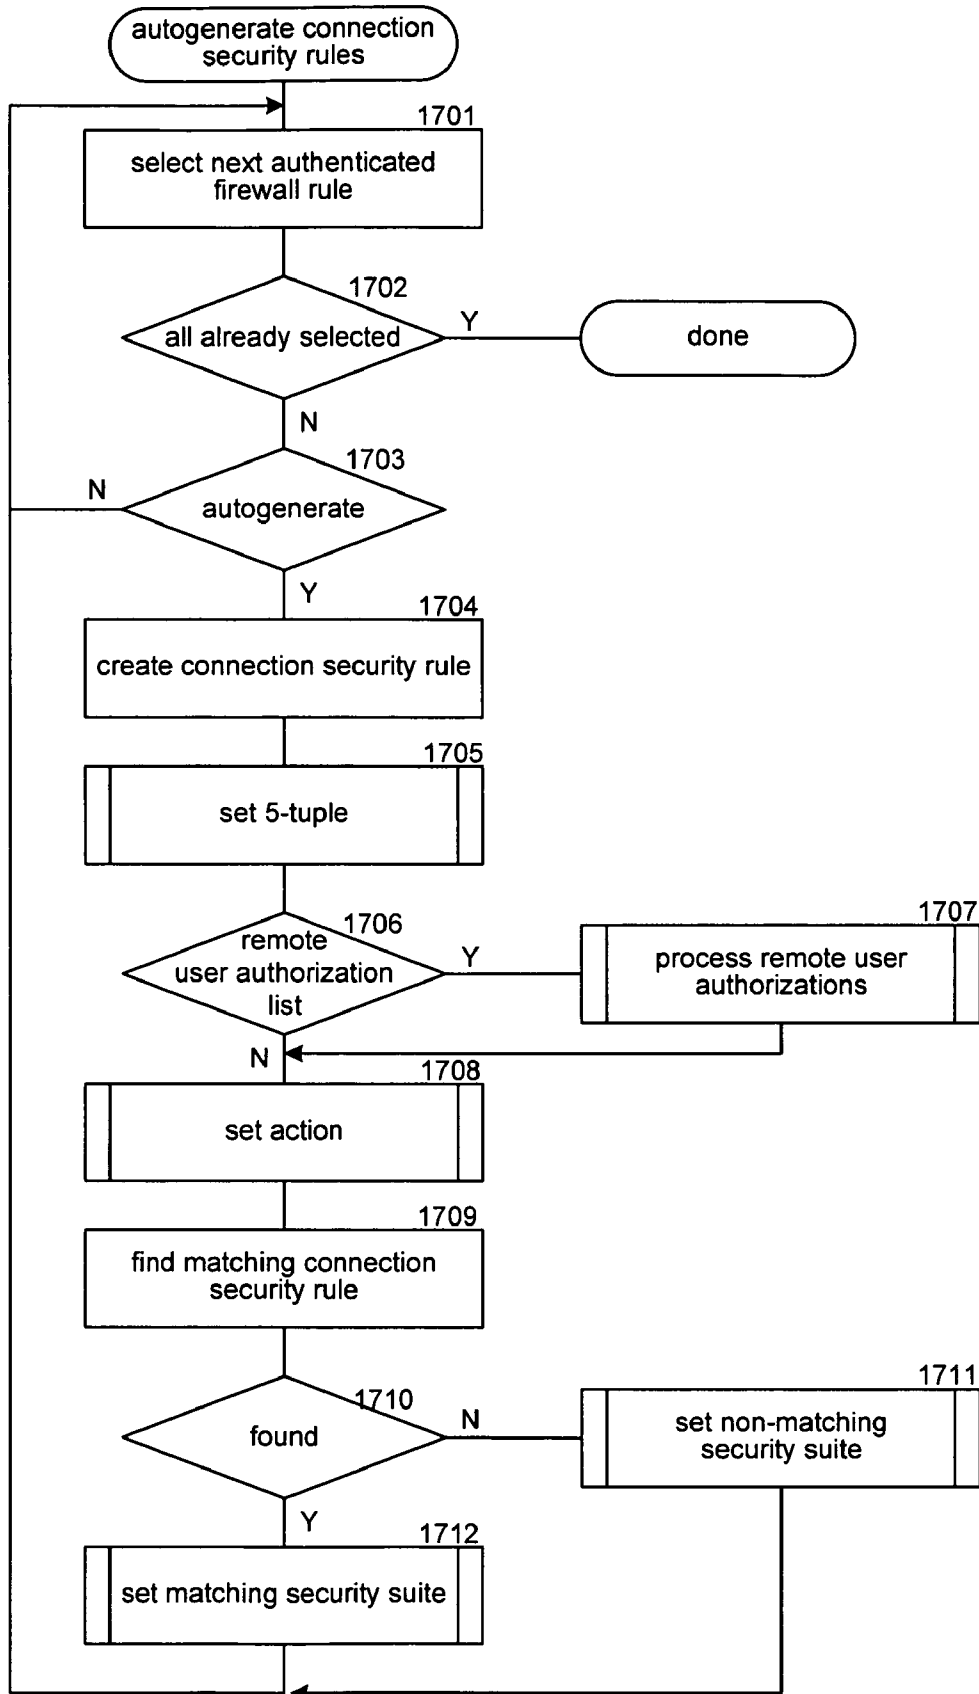 autogenerate connection
security rules
1701
select next authenticated
firewall rule
1702
all already selected
Y
done
N
1703
N
autogenerate
Y
1704
create connection security rule
1705
set 5-tuple
1706
remote
user authorization
list
Y
1707
process remote user
authorizations
N
1708
set action
1709
find matching connection
security rule
1710
found
N
1711
set non-matching
security suite
Y
1712
set matching security suite